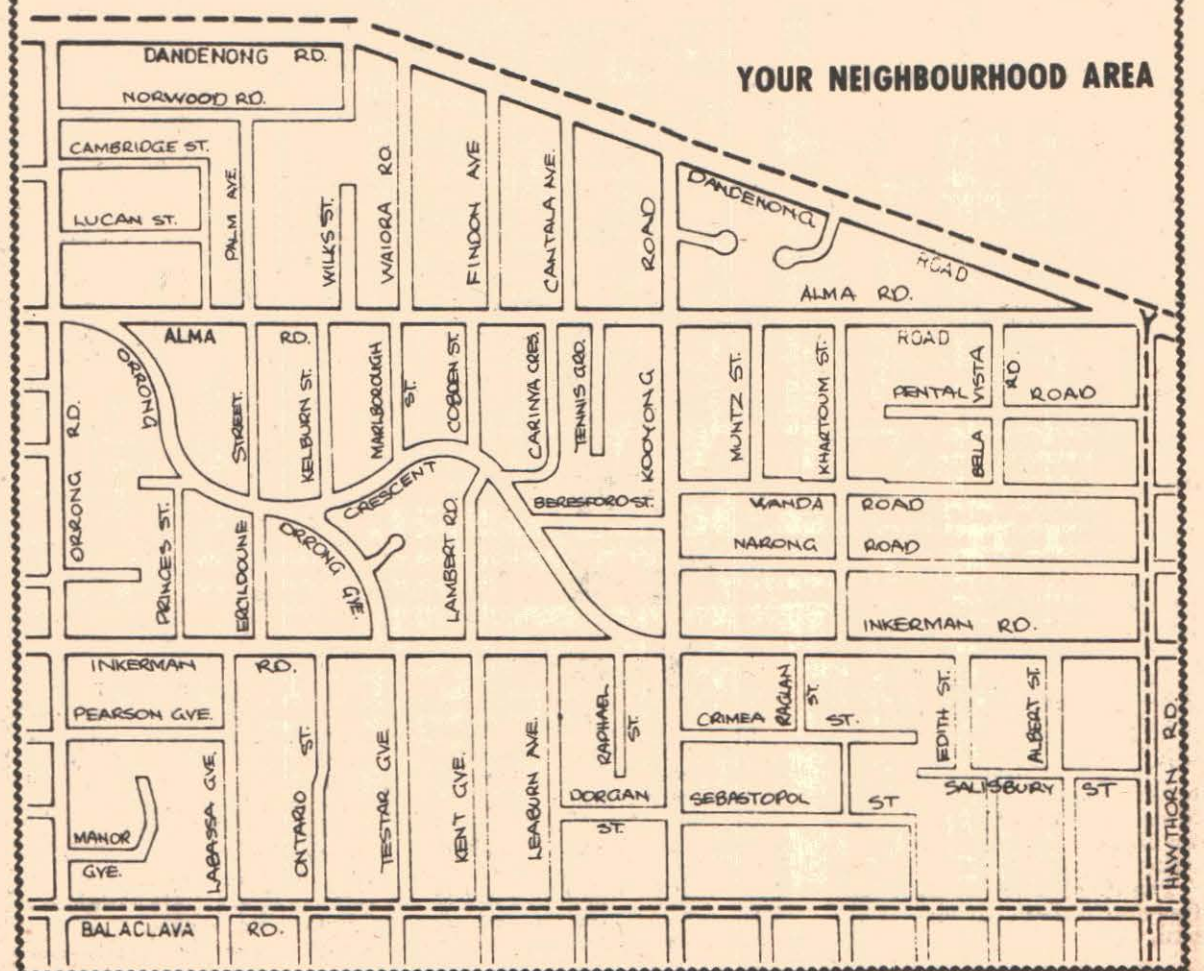 YOUR NEIGHBOURHOOD AREA
DANDENONG RD.
NORWOOD RD.
CAMBRIDGE ST.
LUCAN ST.
PALM AVE.
WILKS ST.
WAIORA RD.
FINDON AVE
CANTALA AVE.
ROAD
DANDENONG
ROAD
ALMA RD.
ALMA RD.
ROAD
ORRONG
ORRONG RD.
STREET.
KELBURN ST.
MARLBOROUGH ST.
COBDEN ST.
CARINYA CRES.
TENNIS GRD.
KOOYONG
MUNTZ ST.
KHARTOUM ST.
PENTAL ROAD
BELLA VISTA RD.
CRESCENT
BERESFORD ST.
WANDA ROAD
NARONG ROAD
PRINCES ST.
ERCILDOUNE
ORRONG GVE.
LAMBERT RD.
INKERMAN RD.
INKERMAN RD.
PEARSON GVE.
MANOR
GVE.
LABASSA GVE.
ONTARIO ST.
TESTAR GVE
KENT GVE.
LEABURN AVE.
RAPHAEL ST.
DORGAN
ST.
CRIMEA ST.
RAGLAN ST.
SEBASTOPOL ST
EDITH ST.
ALBERT ST.
SALISBURY ST
HAWTHORN RD.
BALACLAVA RD.